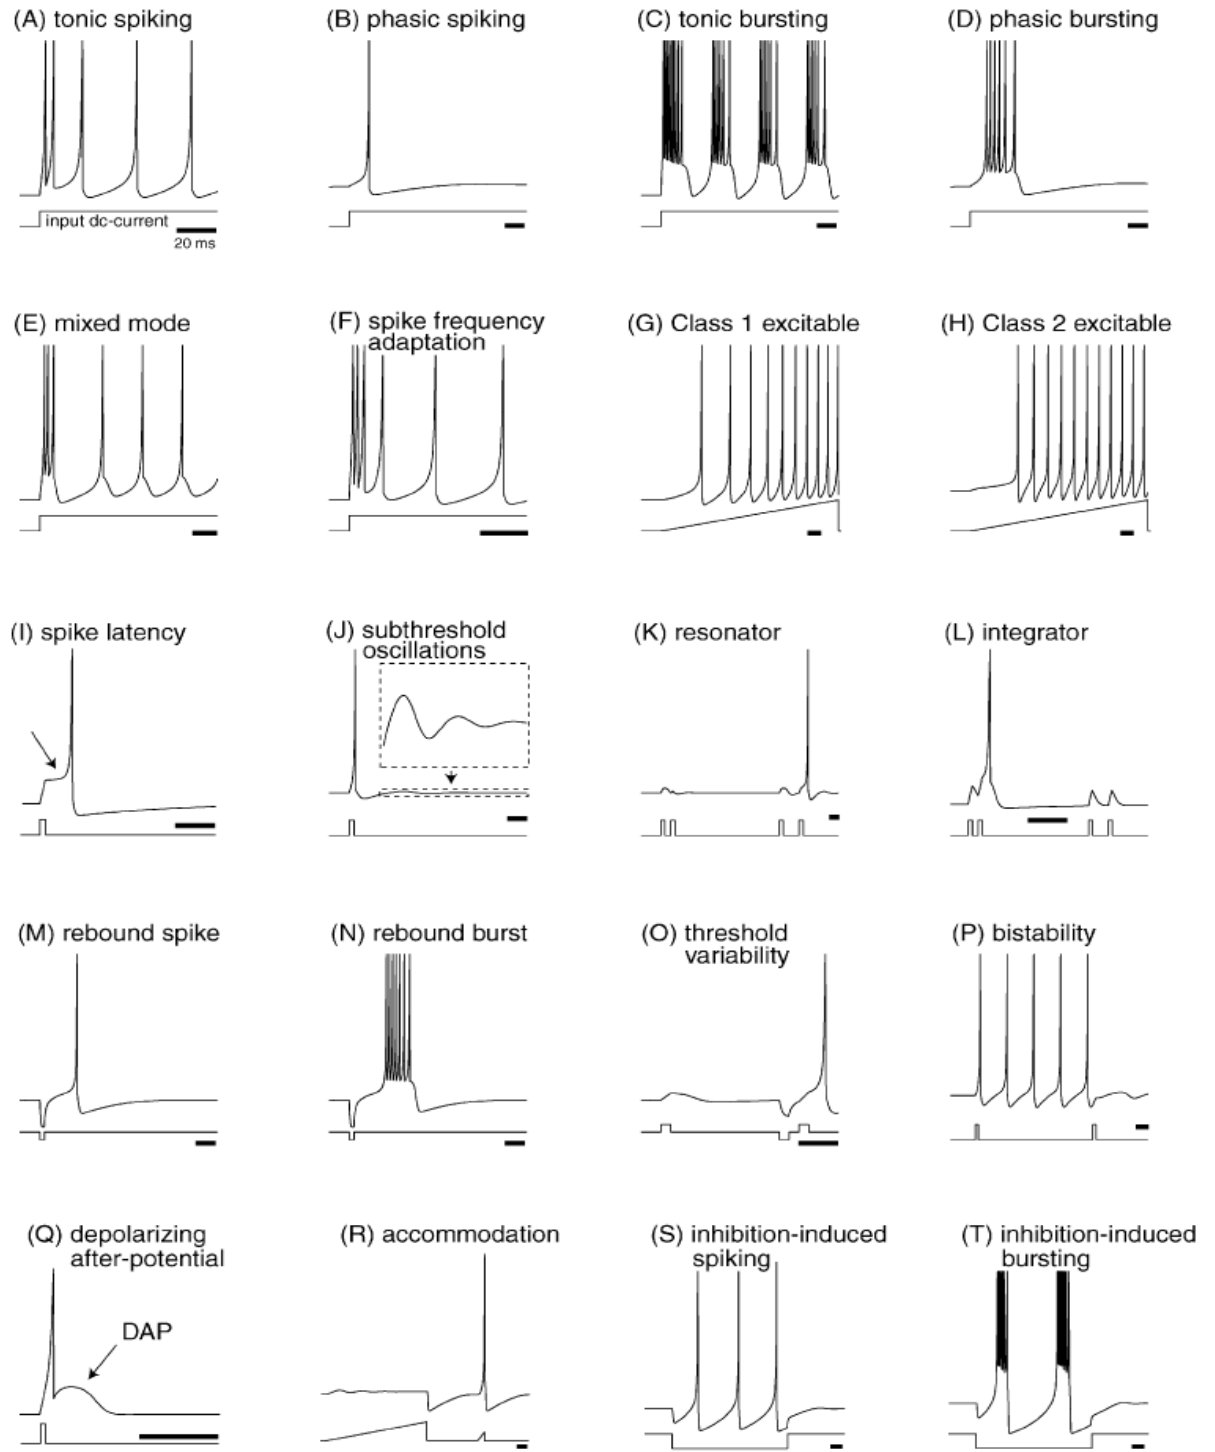 (A) tonic spiking
(B) phasic spiking
(C) tonic bursting
(D) phasic bursting
input dc-current
20 ms
(E) mixed mode
(F) spike frequency
adaptation
(G) Class 1 excitable
(H) Class 2 excitable
(I) spike latency
(J) subthreshold
oscillations
(K) resonator
(L) integrator
(M) rebound spike
(N) rebound burst
(O) threshold
variability
(P) bistability
(Q) depolarizing
after-potential
DAP
(R) accommodation
(S) inhibition-induced
spiking
(T) inhibition-induced
bursting